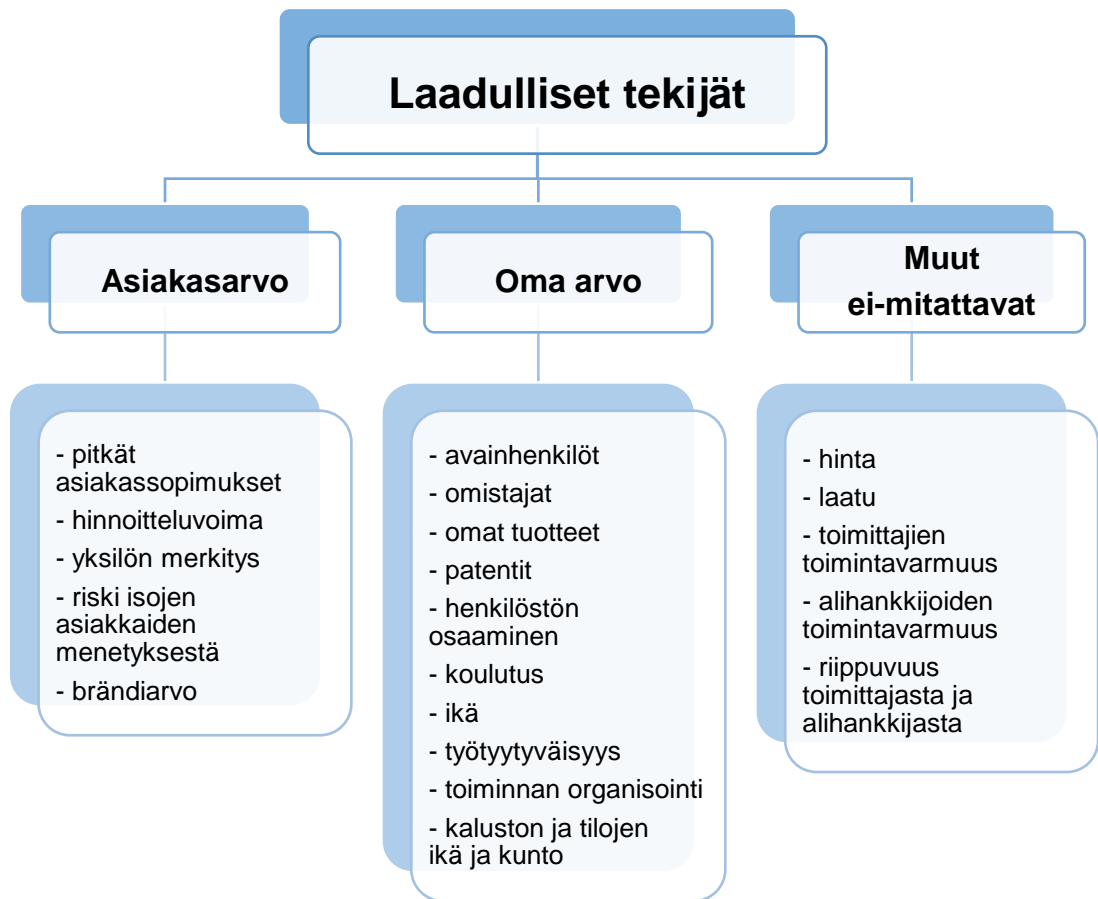 Laadulliset tekijät
Asiakasarvo
- pitkät
asiakassopimukset
- hinnoitteluvoima
- yksilön merkitys
- riski isojen
asiakkaiden
menetyksestä
- brändiarvo
Oma arvo
- avainhenkilöt
- omistajat
- omat tuotteet
- patentit
- henkilöstön
osaaminen
- koulutus
- ikä
- työtyytyväisyys
- toiminnan organisointi
- kaluston ja tilojen
ikä ja kunto
Muut
ei-mitattavat
- hinta
- laatu
- toimittajien
toimintavarmuus
- alihankkijoiden
toimintavarmuus
- riippuvuus
toimittajasta ja
alihankkijasta